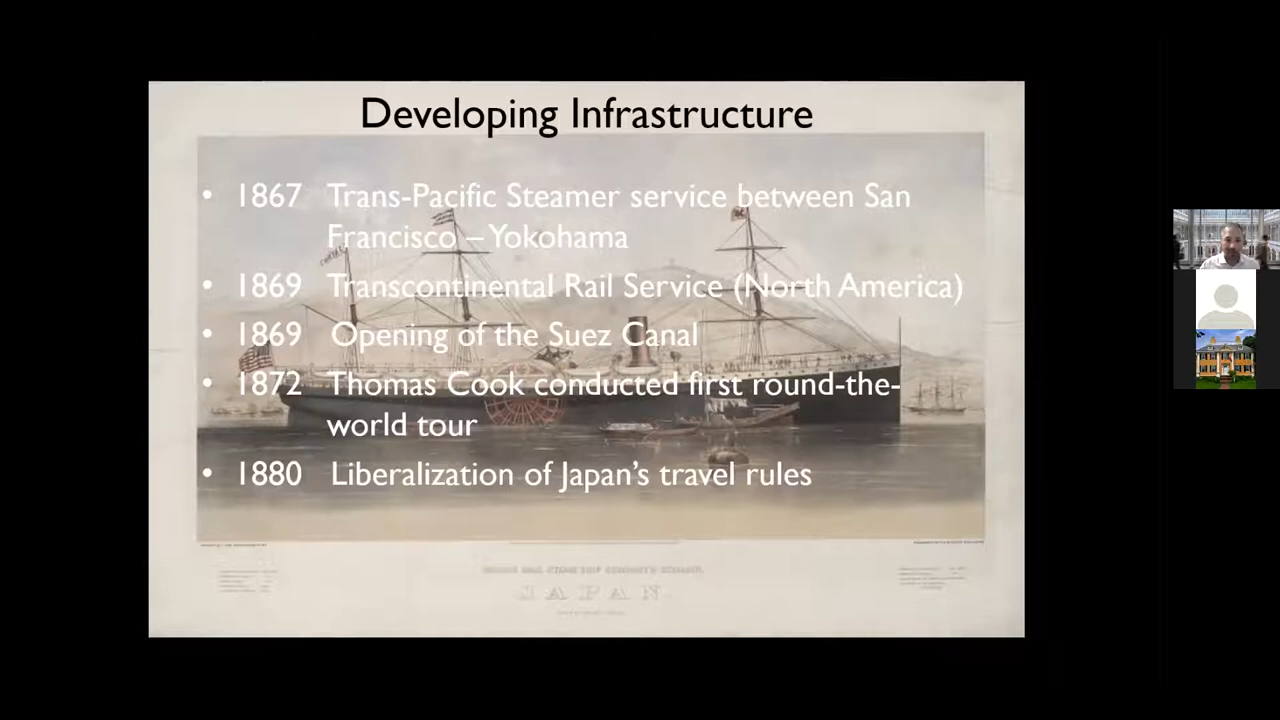 Developing Infrastructure
• 1867 Trans-Pacific Steamer service between San
Francisco – Yokohama
• 1869 Transcontinental Rail Service (North America)
• 1869 Opening of the Suez Canal
• 1872 Thomas Cook conducted first round-the-
world tour
• 1880 Liberalization of Japan’s travel rules
JAPAN